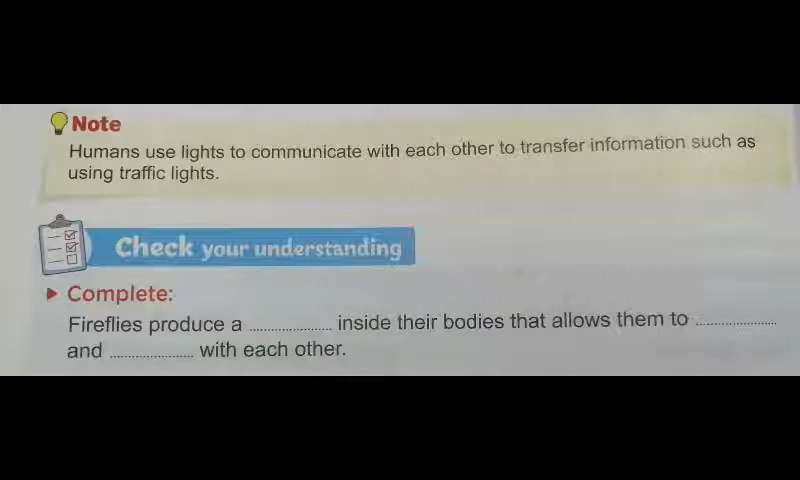 Note
Humans use lights to communicate with each other to transfer information such as
using traffic lights.
Check your understanding
Complete:
Fireflies produce a ...................... inside their bodies that allows them to ......................
and ...................... with each other.